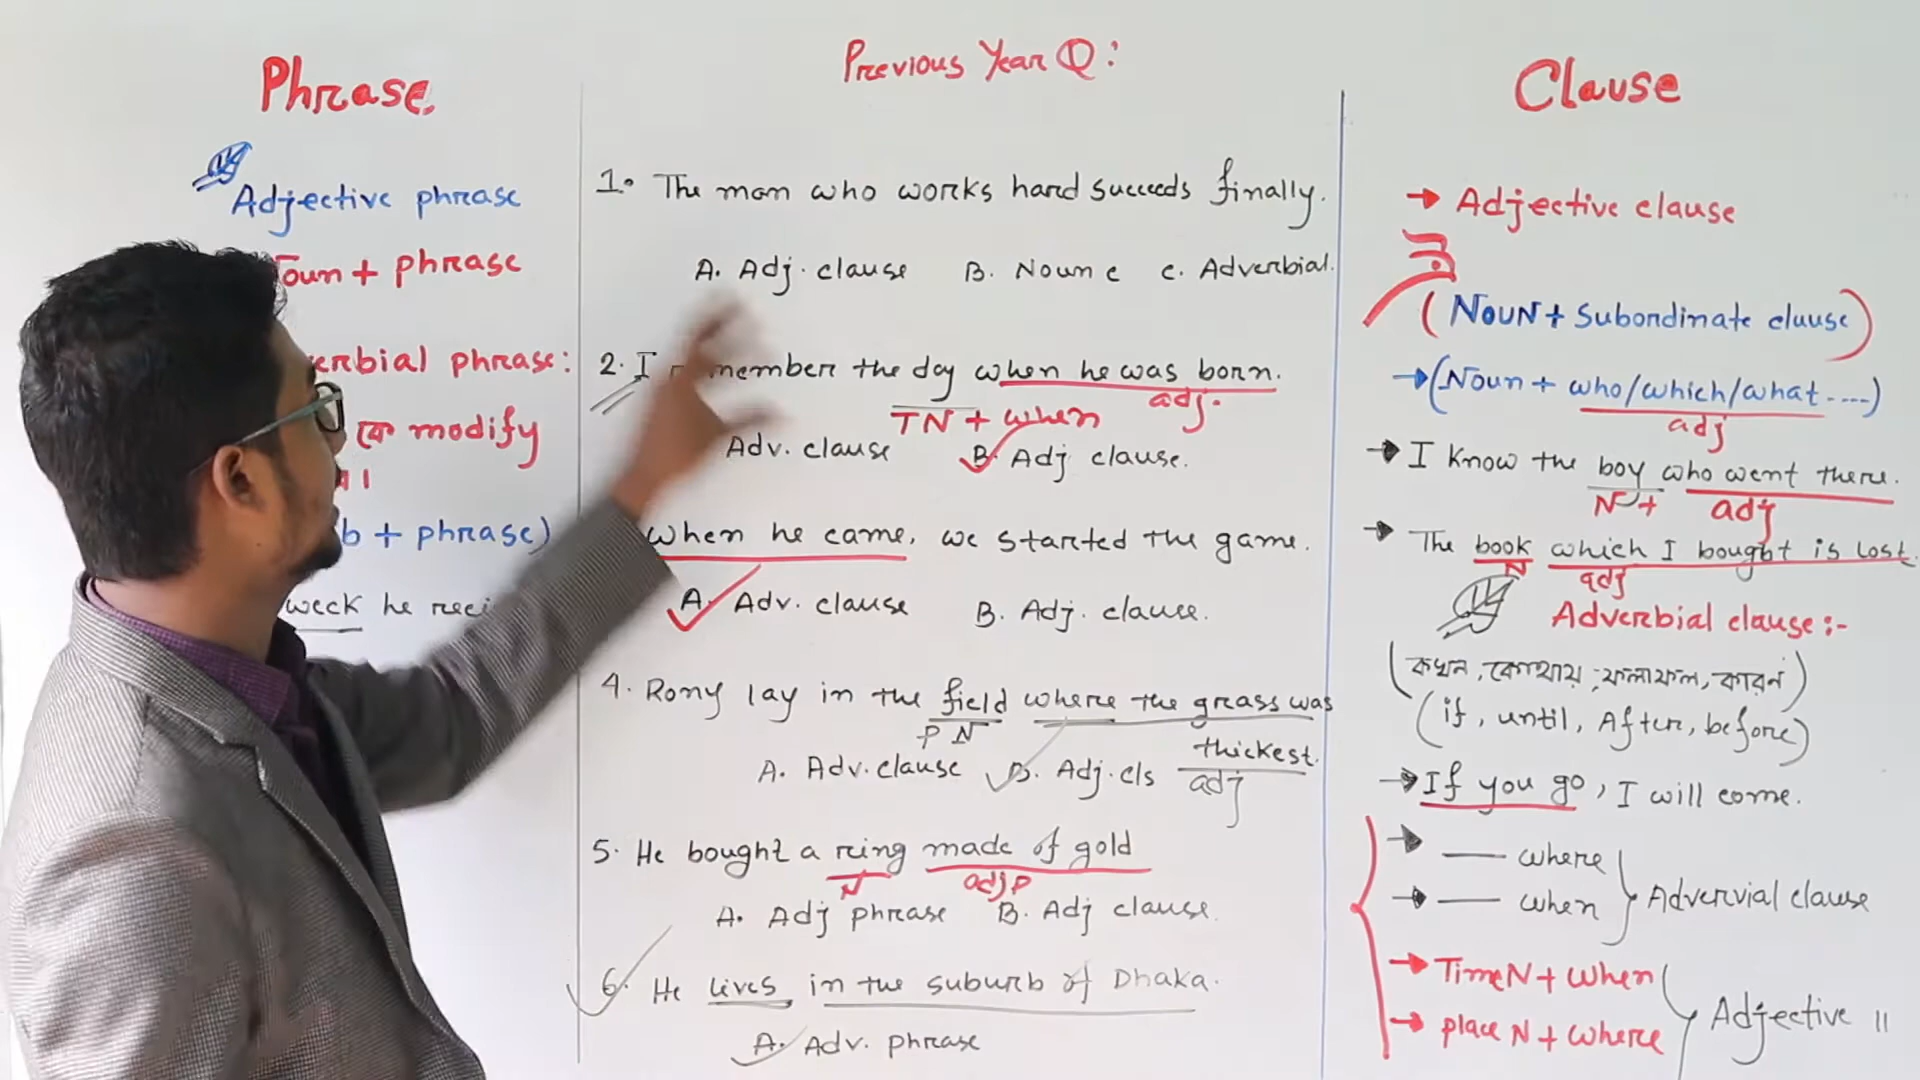 Phrase
Adjective phrase
Noun + phrase
erbial phrase:
কে modify
b + phrase)
week he
Previous Year Q:
1. The man who works hard succeeds finally.
A. Adj. clause B. Noun c C. Adverbial.
2. I member the day when he was born.
adj.
TN + when
Adv. clause B. Adj clause.
When he came, we started the game.
A. Adv. clause B. Adj. clause.
4. Rony lay in the field where the grass was
P N
thickest.
A. Adv. clause B. Adj. cls
adj
5. He bought a ring made of gold
N adj P
A. Adj phrase B. Adj clause.
6. He lives in the suburb of Dhaka.
A. Adv. phrase
Clause
→ Adjective clause
(Noun + Subordinate clause)
→ (Noun + who/which/what ----)
adj
→ I know the boy who went there.
N + adj
→ The book which I bought is lost.
N adj
Adverbial clause:-
(কখন, কোথায়, ফলাফল, কারন)
(if, until, After, before)
→ If you go, I will come.
→ —— where
→ —— when
Advervial clause
→ Time N + when
→ place N + where
Adjective "